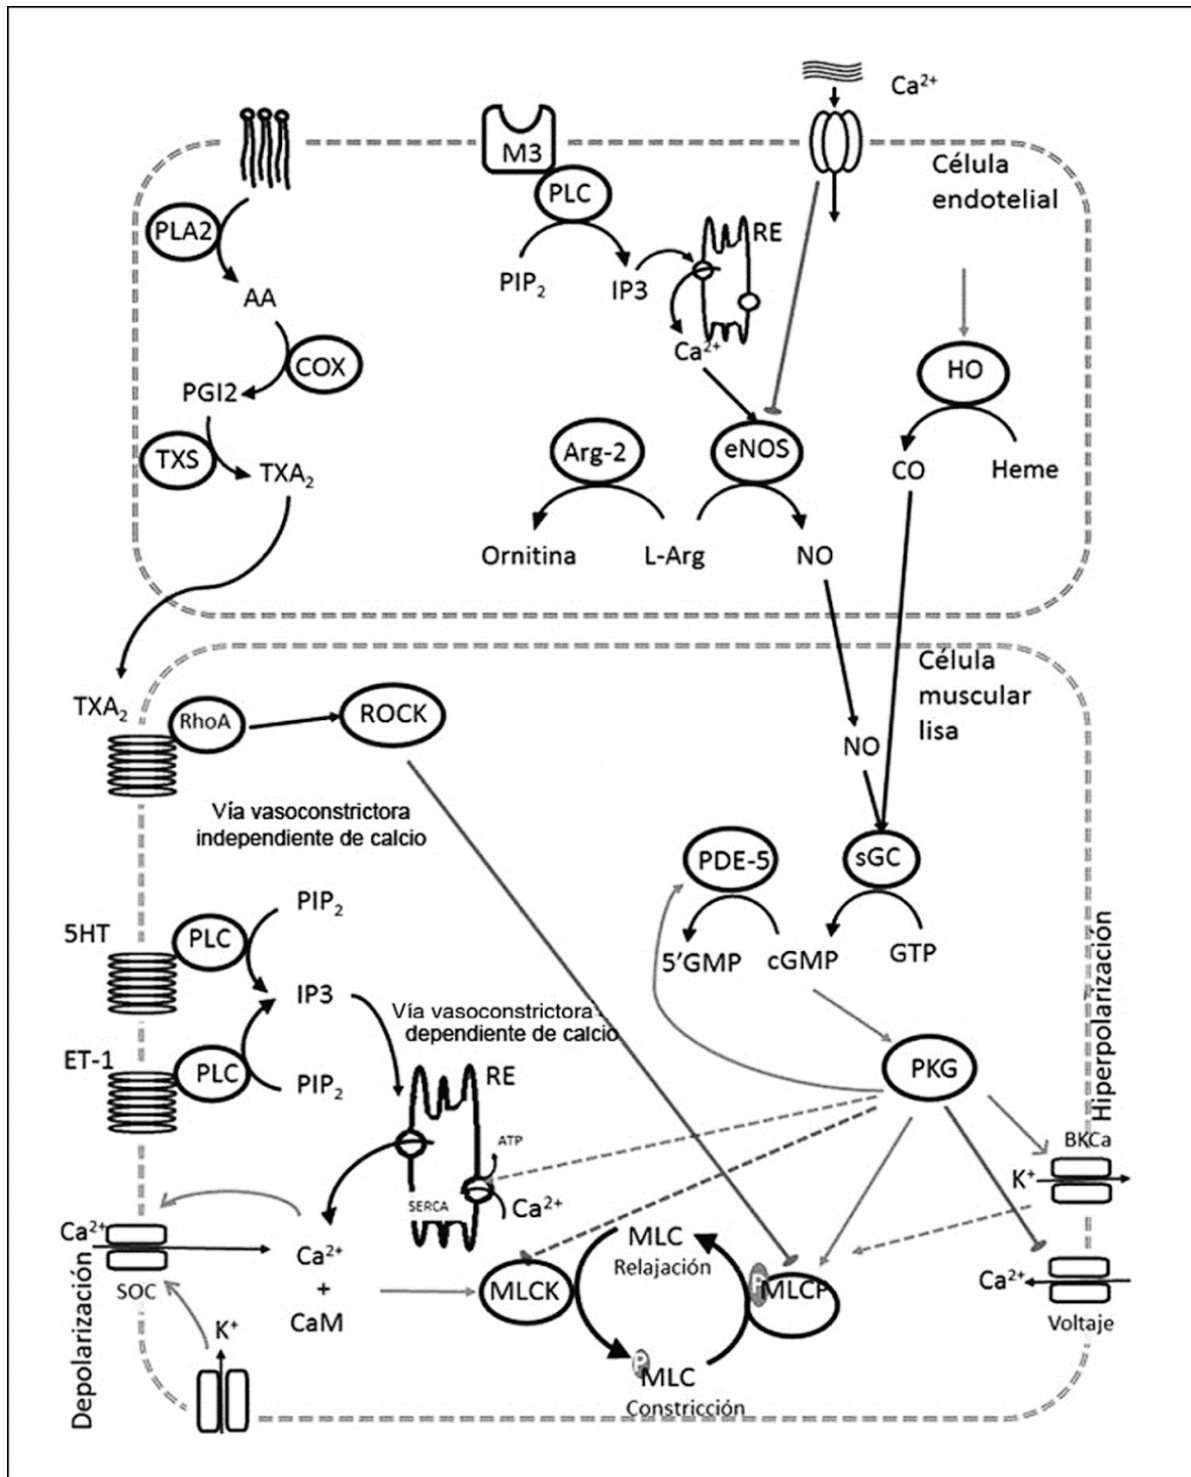 Ca²⁺
Célula
endotelial
M3
PLC
PLA2
RE
PIP₂
IP3
AA
Ca²⁺
HO
COX
PGI2
TXS
TXA₂
Arg-2
eNOS
CO
Heme
Ornitina
L-Arg
NO
Célula
muscular
lisa
TXA₂
RhoA
ROCK
NO
Vía vasoconstrictora
independiente de calcio
PDE-5
sGC
PIP₂
5HT
PLC
5'GMP
cGMP
GTP
IP3
Vía vasoconstrictora
dependiente de calcio
Hiperpolarización
ET-1
PLC
PIP₂
RE
PKG
ATP
BKCa
K⁺
SERCA
Ca²⁺
Ca²⁺
SOC
Depolarización
Ca²⁺
+
CaM
MLC
Relajación
MLCK
P
MLCP
Ca²⁺
Voltaje
K⁺
P
MLC
Constricción